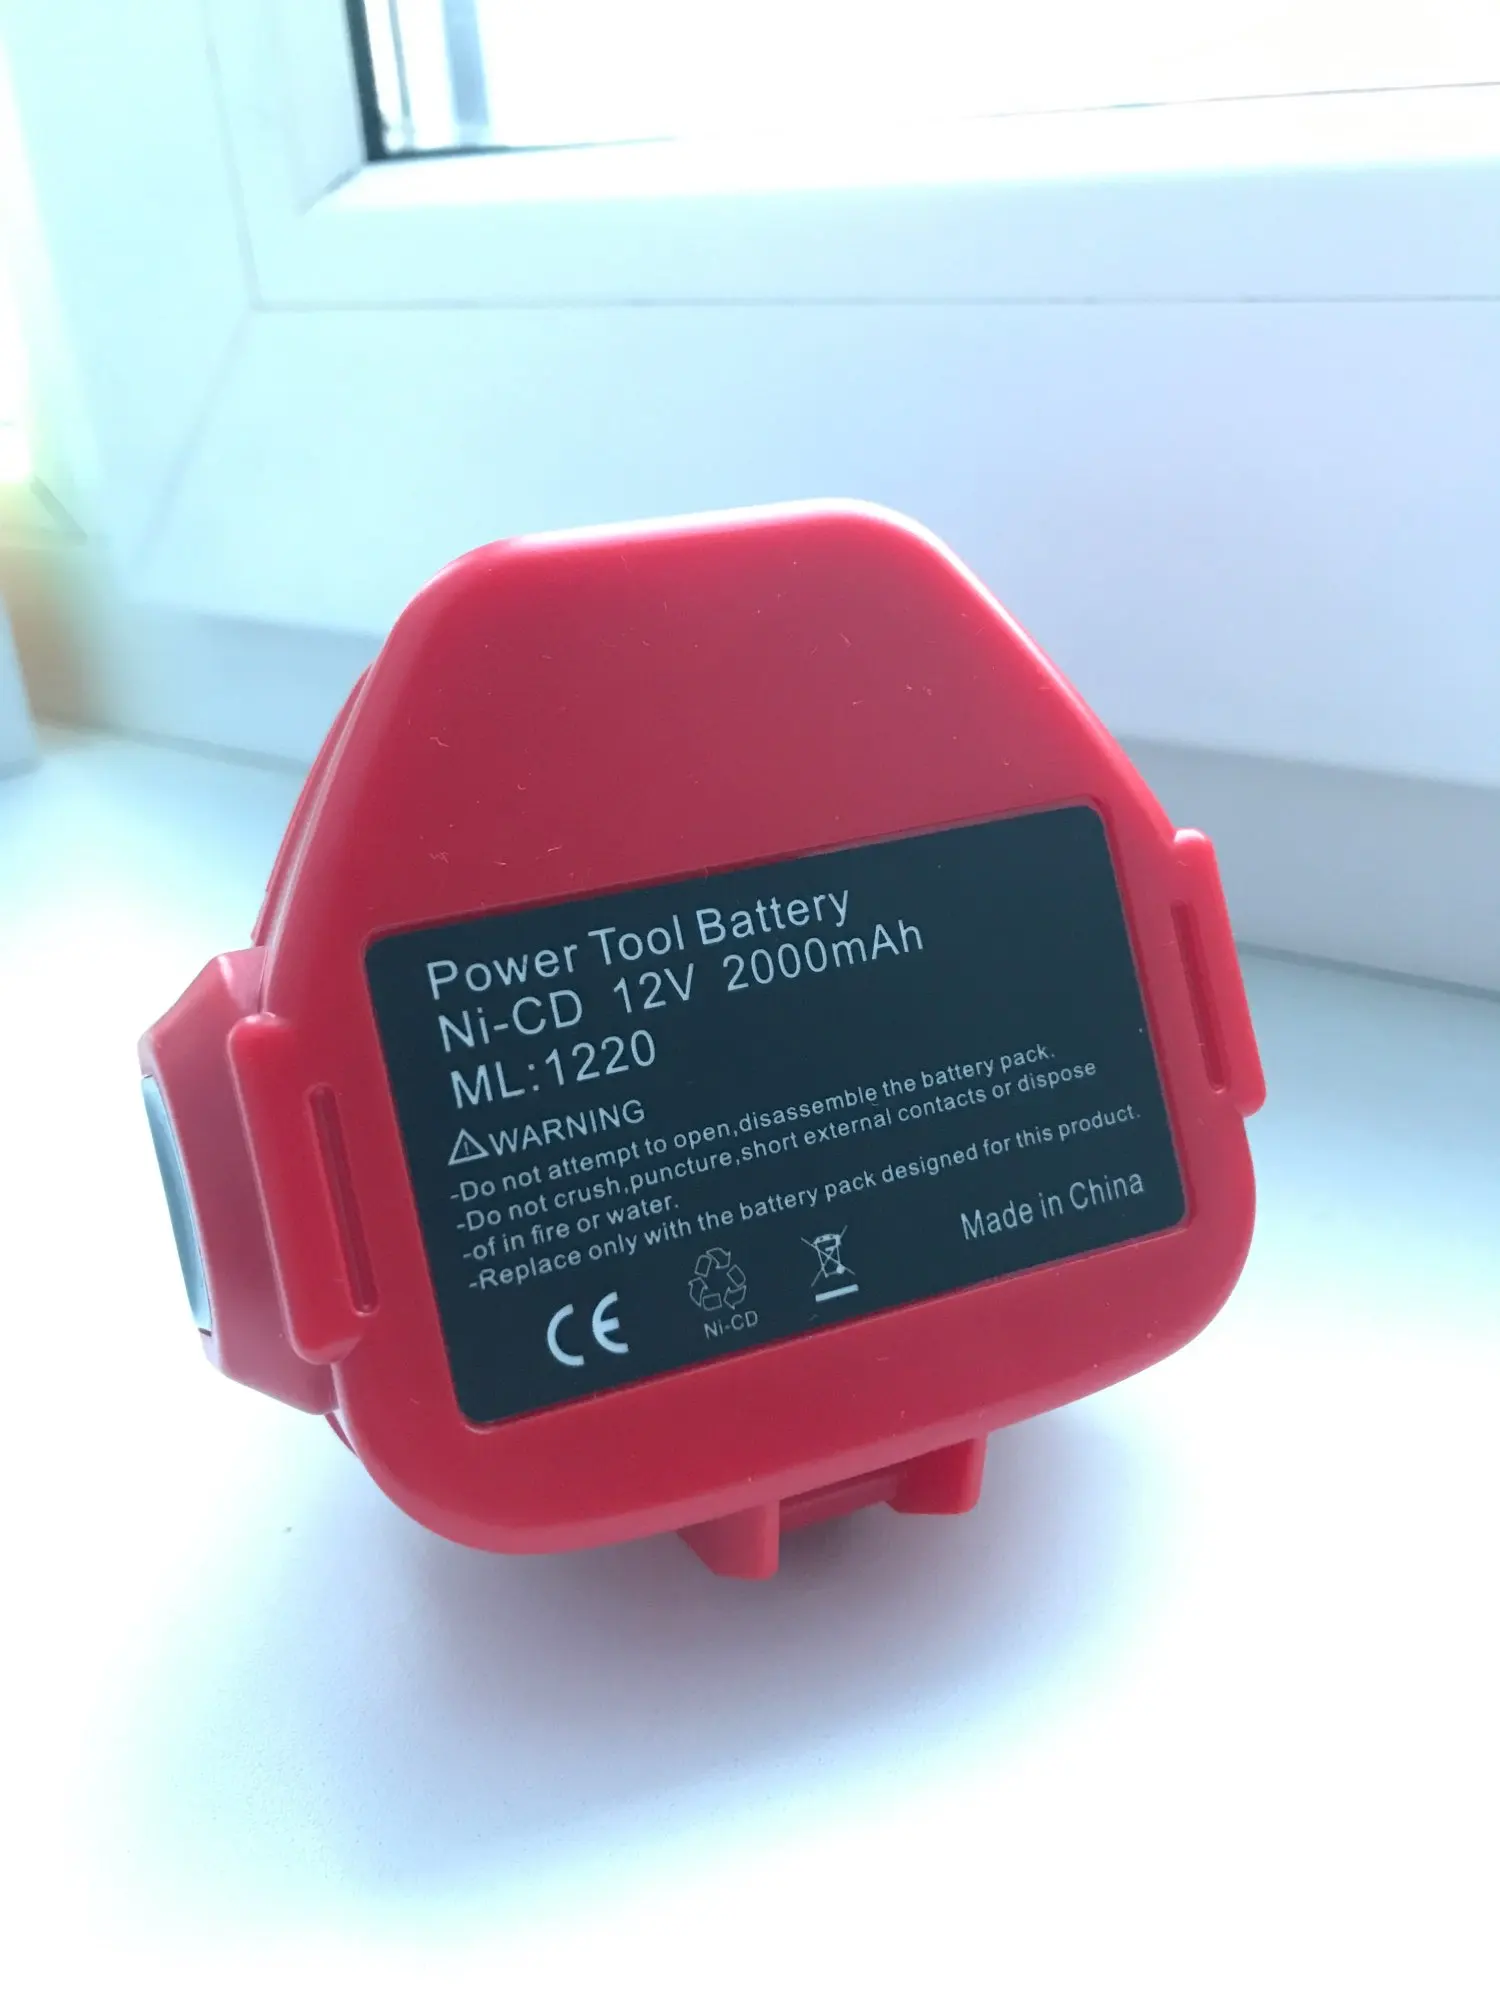 Power Tool Battery
Ni-CD 12V 2000mAh
ML:1220
⚠WARNING
-Do not attempt to open,disassemble the battery pack.
-Do not crush,puncture,short external contacts or dispose
-of in fire or water.
-Replace only with the battery pack designed for this product.
CE
Ni-CD
Made in China